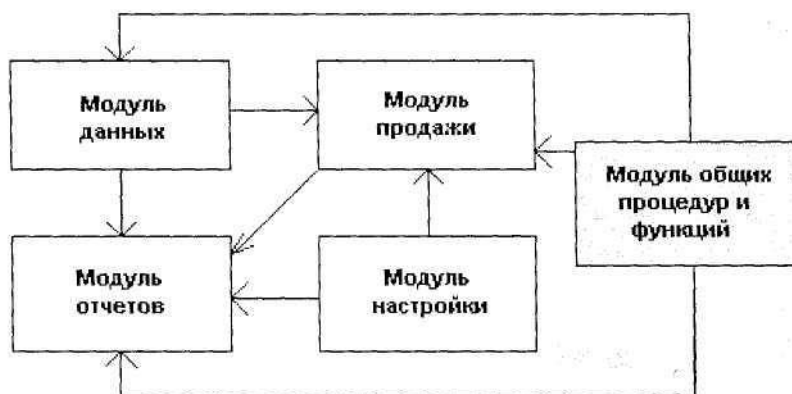 Модуль
данных
Модуль
продажи
Модуль общих
процедур и
функций
Модуль
отчетов
Модуль
настройки